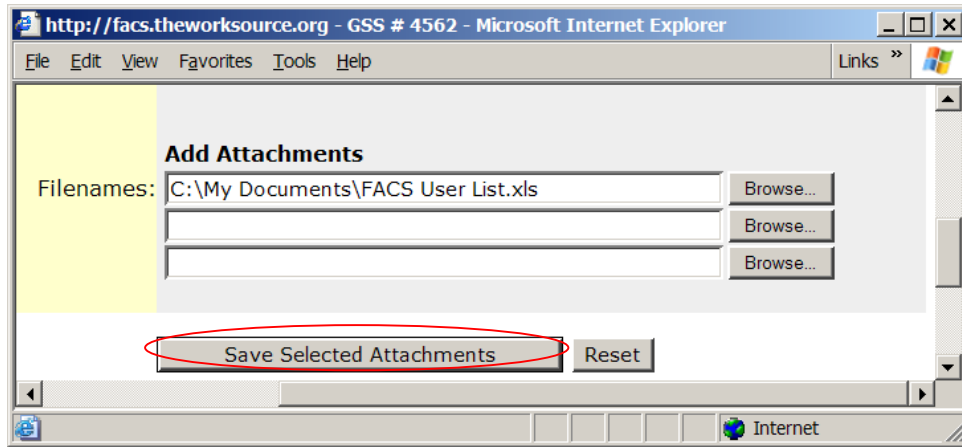 http://facs.theworksource.org - GSS # 4562 - Microsoft Internet Explorer
File Edit View Favorites Tools Help Links »
Add Attachments
Filenames: C:\My Documents\FACS User List.xls Browse...
Browse...
Browse...
Save Selected Attachments Reset
Internet